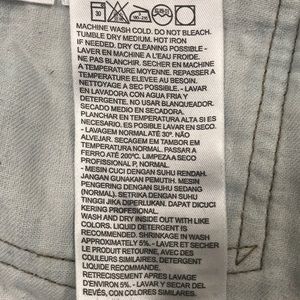 MACHINE WASH COLD. DO NOT BLEACH.
TUMBLE DRY MEDIUM. HOT IRON
IF NEEDED. DRY CLEANING POSSIBLE -
LAVER EN MACHINE A L'EAU FROIDE.
NE PAS BLANCHIR. SECHER EN MACHINE
A TEMPERATURE MOYENNE. REPASSER A
TEMPERATURE ELEVEE AU BESOIN.
NETTOYAGE A SEC POSSIBLE - LAVAR
EN LAVADORA CON AGUA FRIA Y
DETERGENTE. NO USAR BLANQUEADOR.
SECADO MEDIO EN SECADORA.
PLANCHAR EN TEMPERATURA ALTA SI ES
NECESARIO. ES POSIBLE LAVAR EN SECO.
- LAVAGEM NORMAL ATÉ 30°. NÃO
ALVEJAR. SECAR EM TAMBOR EM
TEMPERATURA NORMAL. PASSAR A
FERRO ATÉ 200°C. LIMPEZA A SECO
PROFISSIONAL P, NORMAL
- MESIN CUCI DENGAN SUHU RENDAH.
JANGAN GUNAKAN PEMUTIH. MESIN
PENGERING DENGAN SUHU SEDANG
(NORMAL). SETRIKA DENGAN SUHU
TINGGI JIKA DIPERLUKAN. DAPAT DICUCI
KERING PROFESIONAL.
WASH AND DRY INSIDE OUT WITH LIKE
COLORS. LIQUID DETERGENT IS
RECOMMENDED. SHRINKAGE IN WASH
APPROXIMATELY 5%. - LAVER ET SECHER
LE PRODUIT RETOURNE, AVEC DES
COULEURS SIMILAIRES. DETERGENT
LIQUIDE RECOMMANDE.
RETRECISSEMENT APRES LAVAGE
D'ENVIRON 5%. - LAVAR Y SECAR DEL
REVÉS, CON COLORES SIMILARES.